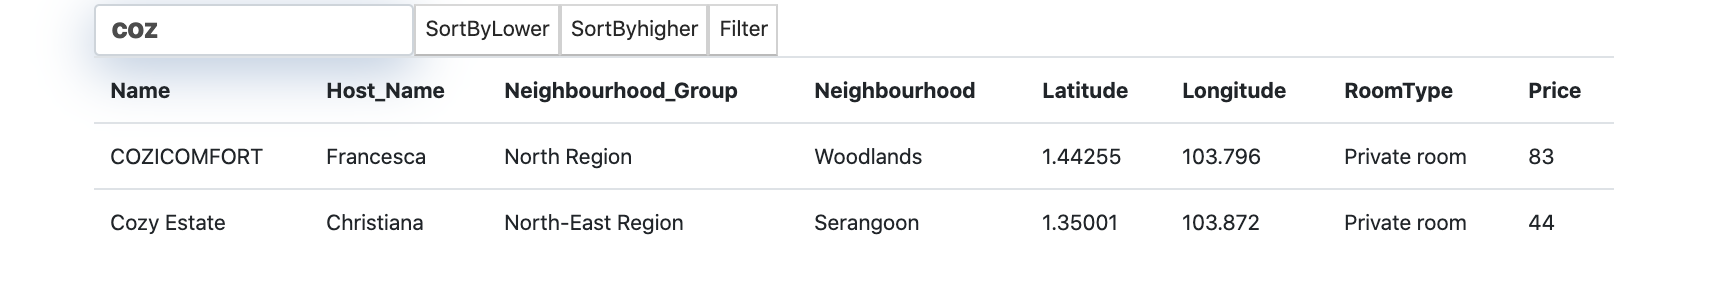 coz SortByLower SortByhigher Filter
Name Host_Name Neighbourhood_Group Neighbourhood Latitude Longitude RoomType Price
COZICOMFORT Francesca North Region Woodlands 1.44255 103.796 Private room 83
Cozy Estate Christiana North-East Region Serangoon 1.35001 103.872 Private room 44